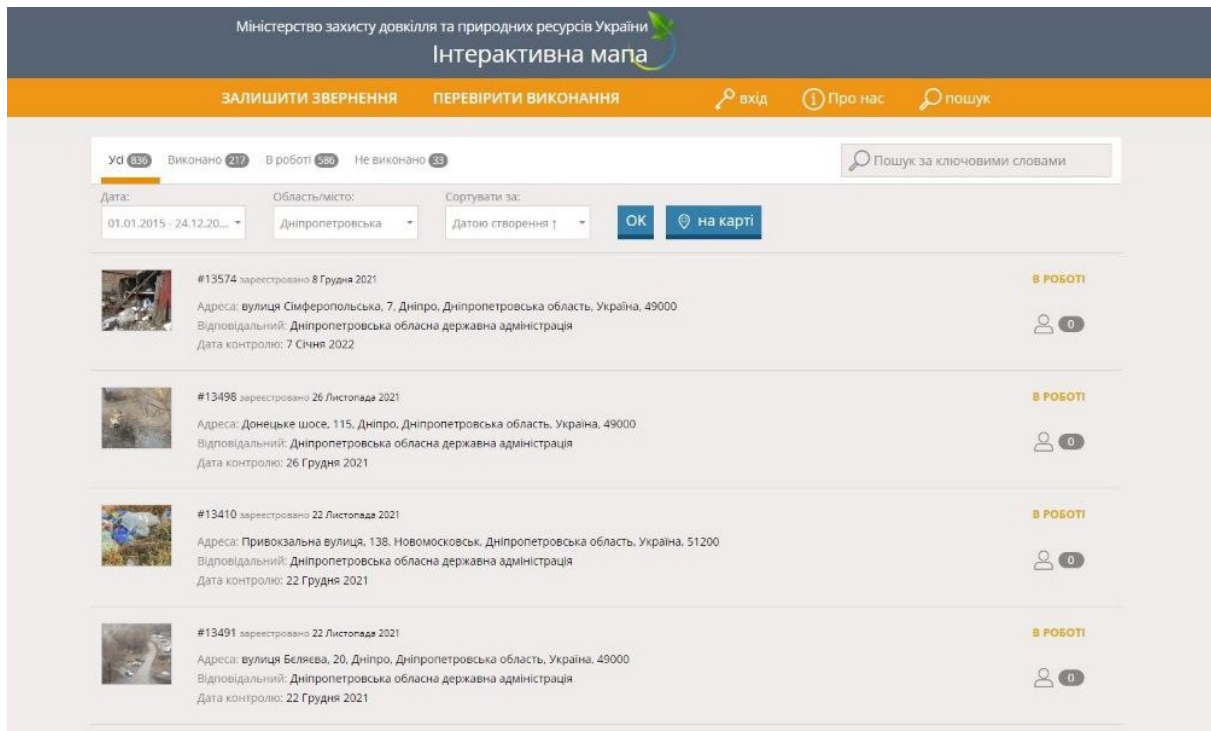 Міністерство захисту довкілля та природних ресурсів України
Інтерактивна мапа
ЗАЛИШИТИ ЗВЕРНЕННЯ ПЕРЕВІРИТИ ВИКОНАННЯ вхід Про нас пошук
Усі 836 Виконано 217 В роботі 586 Не виконано 33 Пошук за ключовими словами
Дата: Область/місто: Сортувати за:
01.01.2015 - 24.12.20... Дніпропетровська Датою створення ↑ OK на карті
#13574 зареєстровано 8 Грудня 2021 В РОБОТІ
Адреса: вулиця Сімферопольська, 7, Дніпро, Дніпропетровська область, Україна, 49000
Відповідальний: Дніпропетровська обласна державна адміністрація 0
Дата контролю: 7 Січня 2022
#13498 зареєстровано 26 Листопада 2021 В РОБОТІ
Адреса: Донецьке шосе, 115, Дніпро, Дніпропетровська область, Україна, 49000
Відповідальний: Дніпропетровська обласна державна адміністрація 0
Дата контролю: 26 Грудня 2021
#13410 зареєстровано 22 Листопада 2021 В РОБОТІ
Адреса: Привокзальна вулиця, 138, Новомосковськ, Дніпропетровська область, Україна, 51200
Відповідальний: Дніпропетровська обласна державна адміністрація 0
Дата контролю: 22 Грудня 2021
#13491 зареєстровано 22 Листопада 2021 В РОБОТІ
Адреса: вулиця Бєляєва, 20, Дніпро, Дніпропетровська область, Україна, 49000
Відповідальний: Дніпропетровська обласна державна адміністрація 0
Дата контролю: 22 Грудня 2021